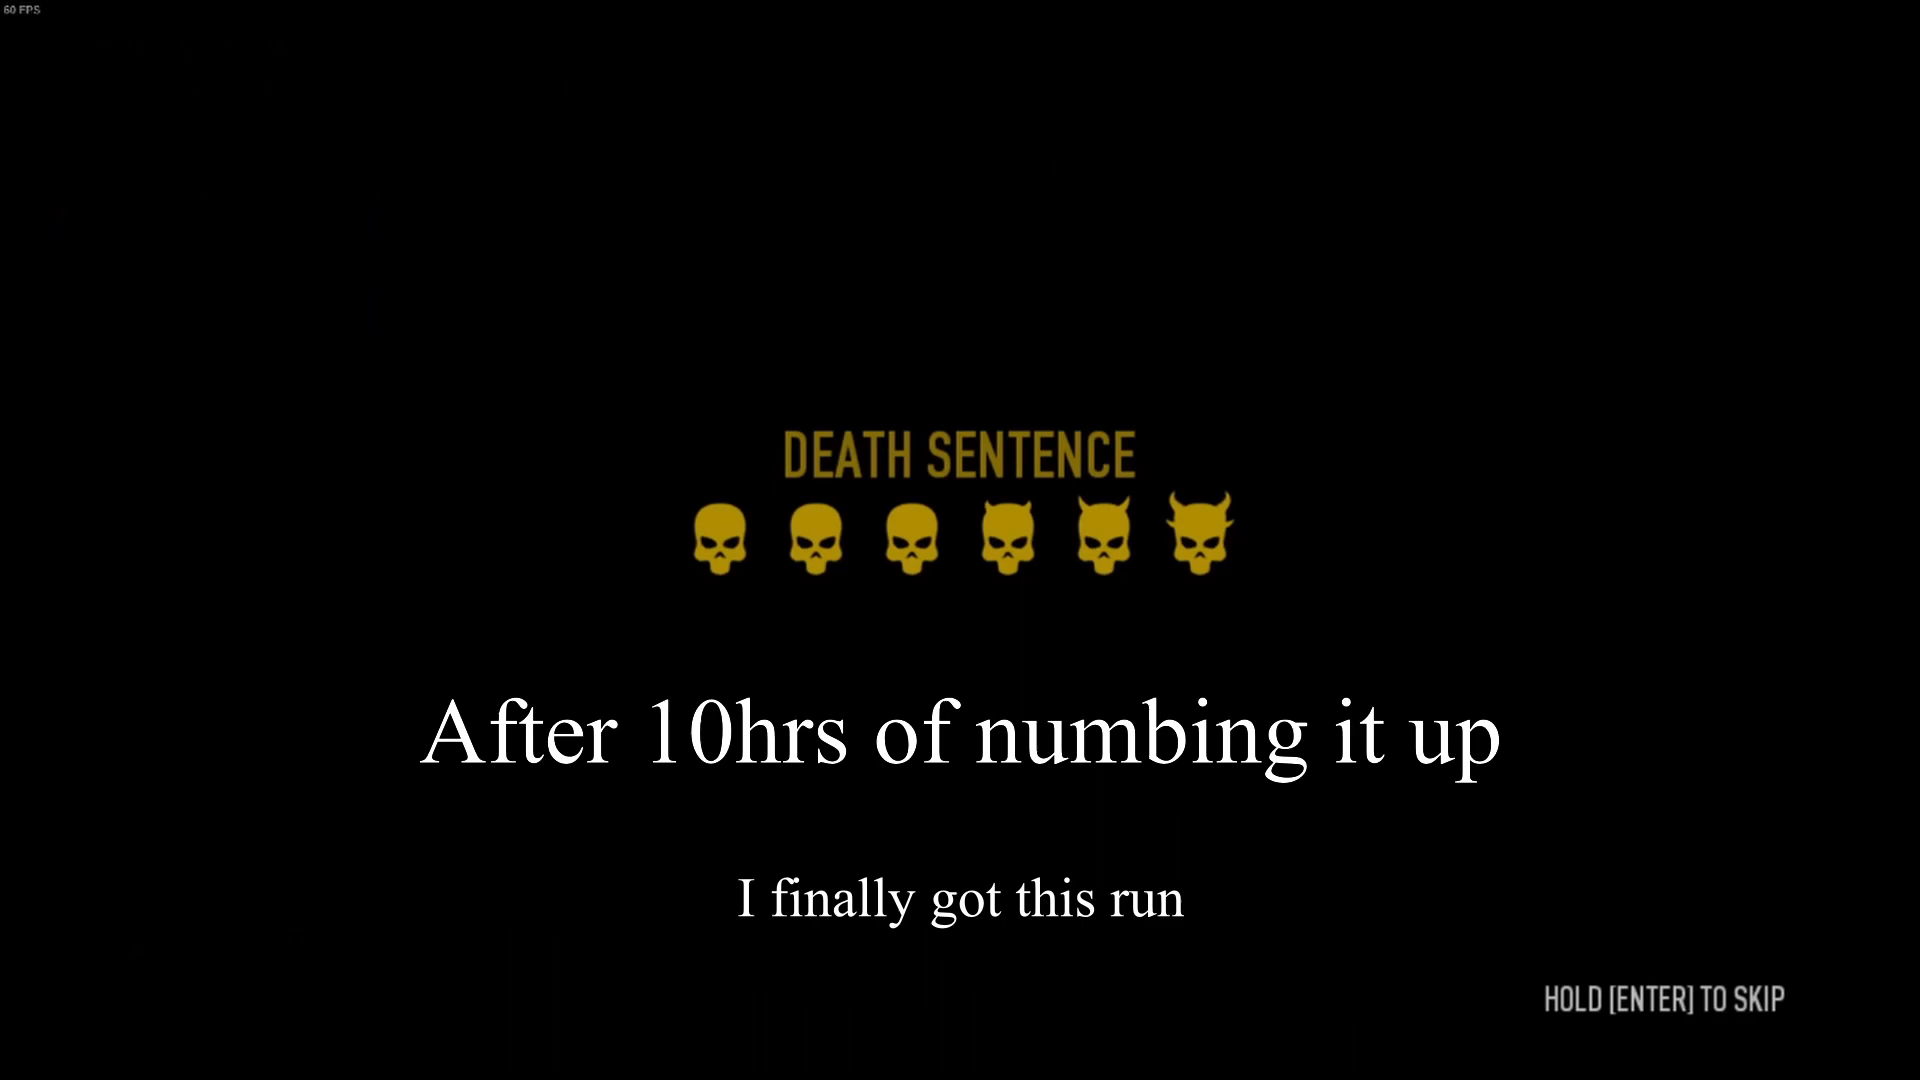 60 FPS
DEATH SENTENCE
After 10hrs of numbing it up
I finally got this run
HOLD [ENTER] TO SKIP